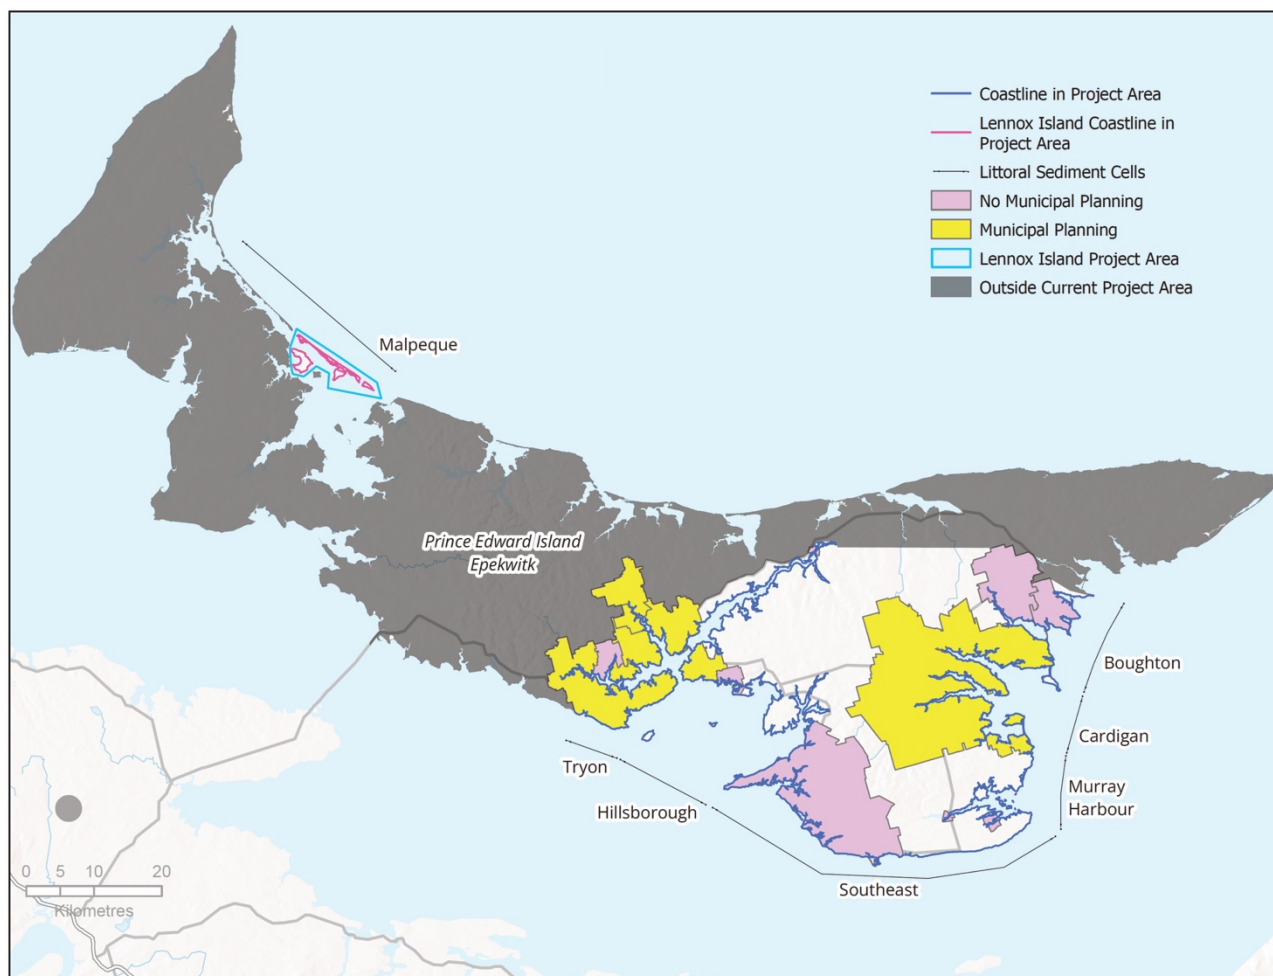 Coastline in Project Area
Lennox Island Coastline in
Project Area
Littoral Sediment Cells
No Municipal Planning
Municipal Planning
Lennox Island Project Area
Outside Current Project Area
Malpeque
Prince Edward Island
Epekwitk
Boughton
Cardigan
Murray
Harbour
Tryon
Hillsborough
Southeast
0 5 10 20
Kilometres